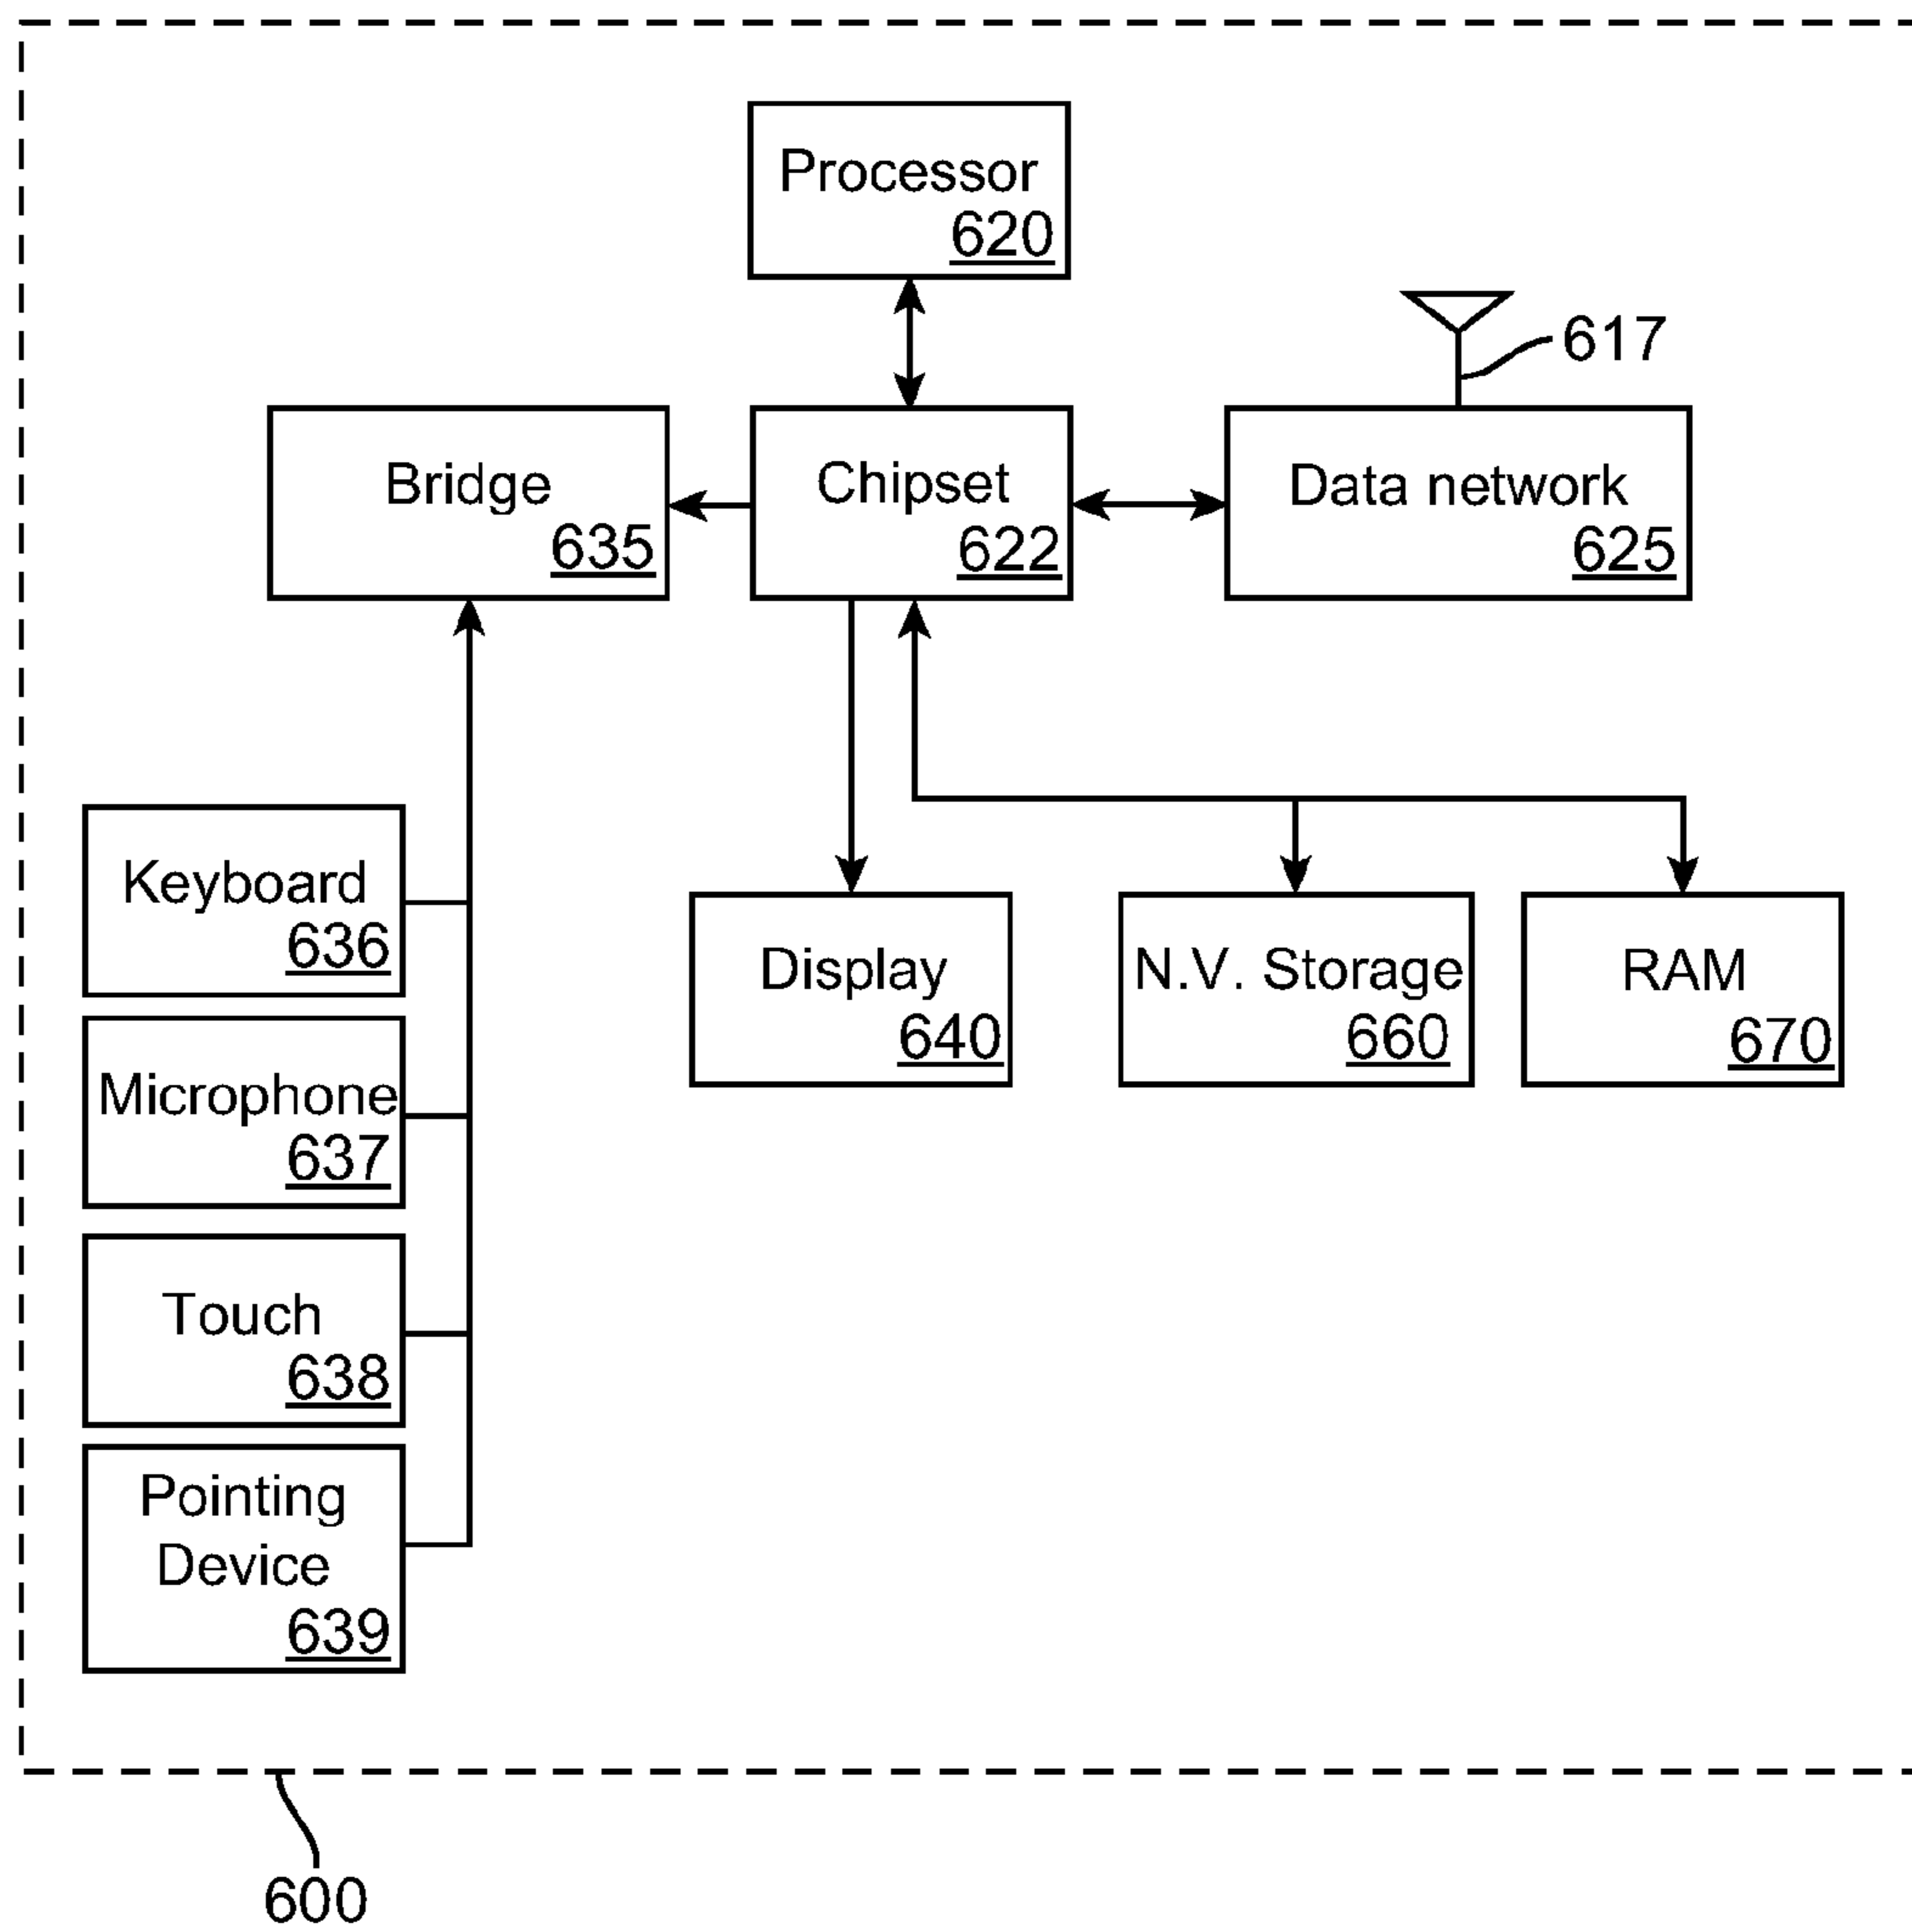 Processor
620
617
Bridge
635
Chipset
622
Data network
625
Keyboard
636
Microphone
637
Touch
638
Pointing
Device
639
Display
640
N.V. Storage
660
RAM
670
600